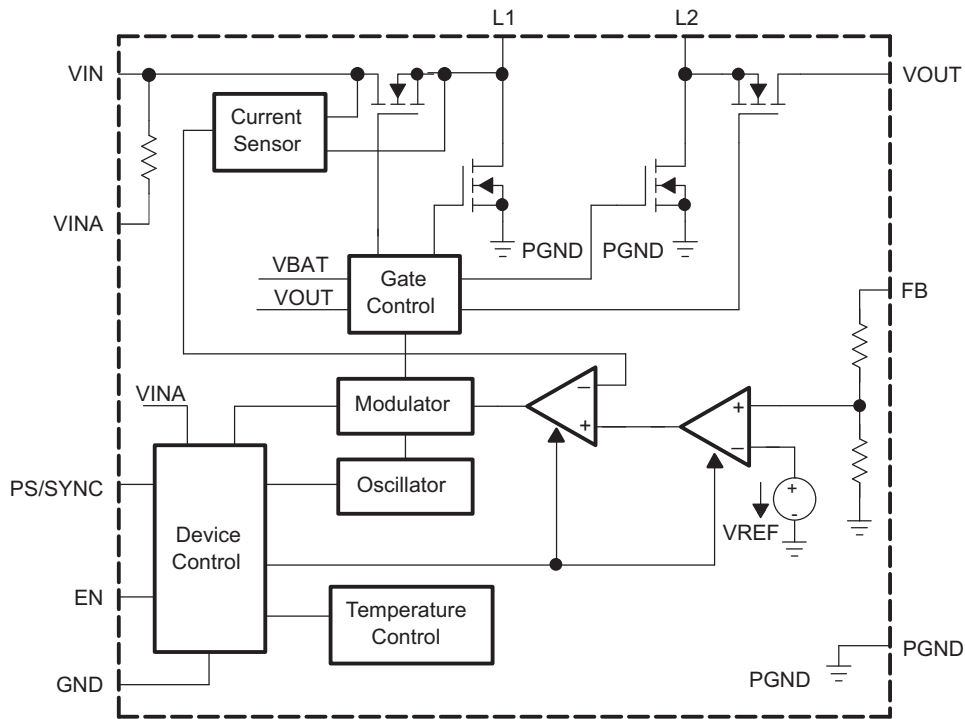 L1
L2
VIN
VOUT
Current
Sensor
VINA
PGND
PGND
VBAT
VOUT
Gate
Control
FB
VINA
Modulator
−
+
+
−
PS/SYNC
Oscillator
+
-
VREF
Device
Control
EN
Temperature
Control
GND
PGND
PGND